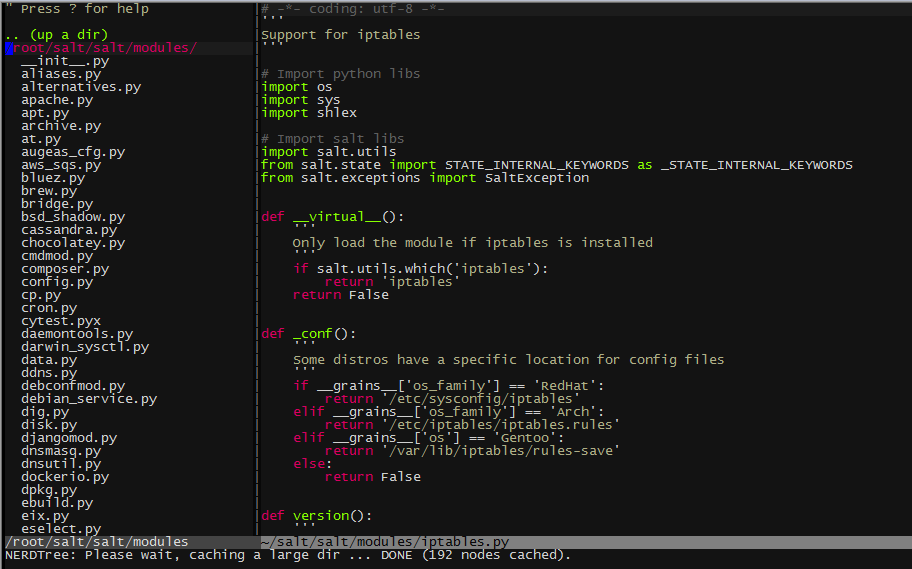 " Press ? for help

.. (up a dir)
/root/salt/salt/modules/
  __init__.py
  aliases.py
  alternatives.py
  apache.py
  apt.py
  archive.py
  at.py
  augeas_cfg.py
  aws_sqs.py
  bluez.py
  brew.py
  bridge.py
  bsd_shadow.py
  cassandra.py
  chocolatey.py
  cmdmod.py
  composer.py
  config.py
  cp.py
  cron.py
  cytest.pyx
  daemontools.py
  darwin_sysctl.py
  data.py
  ddns.py
  debconfmod.py
  debian_service.py
  dig.py
  disk.py
  djangomod.py
  dnsmasq.py
  dnsutil.py
  dockerio.py
  dpkg.py
  ebuild.py
  eix.py
  eselect.py
/root/salt/salt/modules
# -*- coding: utf-8 -*-
'''
Support for iptables
'''

# Import python libs
import os
import sys
import shlex

# Import salt libs
import salt.utils
from salt.state import STATE_INTERNAL_KEYWORDS as _STATE_INTERNAL_KEYWORDS
from salt.exceptions import SaltException


def __virtual__():
    '''
    Only load the module if iptables is installed
    '''
    if salt.utils.which('iptables'):
        return 'iptables'
    return False


def _conf():
    '''
    Some distros have a specific location for config files
    '''
    if __grains__['os_family'] == 'RedHat':
        return '/etc/sysconfig/iptables'
    elif __grains__['os_family'] == 'Arch':
        return '/etc/iptables/iptables.rules'
    elif __grains__['os'] == 'Gentoo':
        return '/var/lib/iptables/rules-save'
    else:
        return False


def version():
    '''
~/salt/salt/modules/iptables.py
NERDTree: Please wait, caching a large dir ... DONE (192 nodes cached).